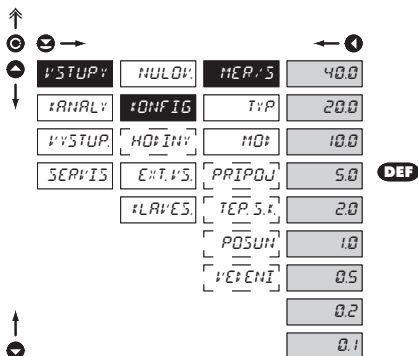 VSTUPY NULOV. MER/S 40.0
KANALY KONFIG TYP 20.0 DEF
VYSTUP. HODINY MOD 10.0
SERVIS EXT. VS. PRIPOJ 5.0
KLAVES. TEP. S.K. 2.0
POSUN 1.0
VEDENI 0.5
0.2
0.1